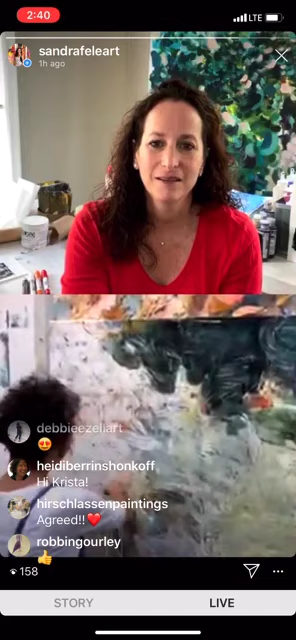 2:40
LTE
sandrafeleart
1h ago
debbieezellart
😍
heidiberrinshonkoff
Hi Krista!
hirschlassenpaintings
Agreed!!❤️
robbingourley
👍
158
STORY
LIVE